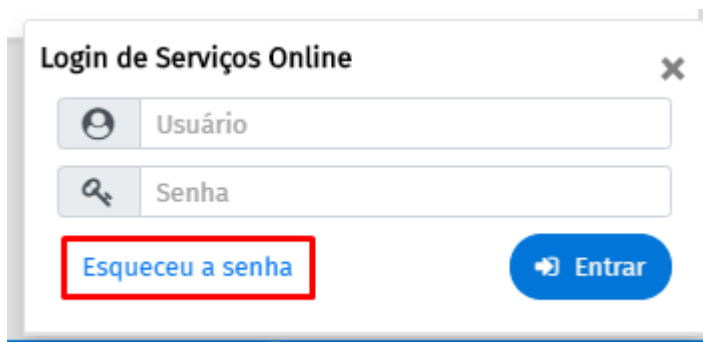 Login de Serviços Online
Usuário
Senha
Esqueceu a senha
Entrar